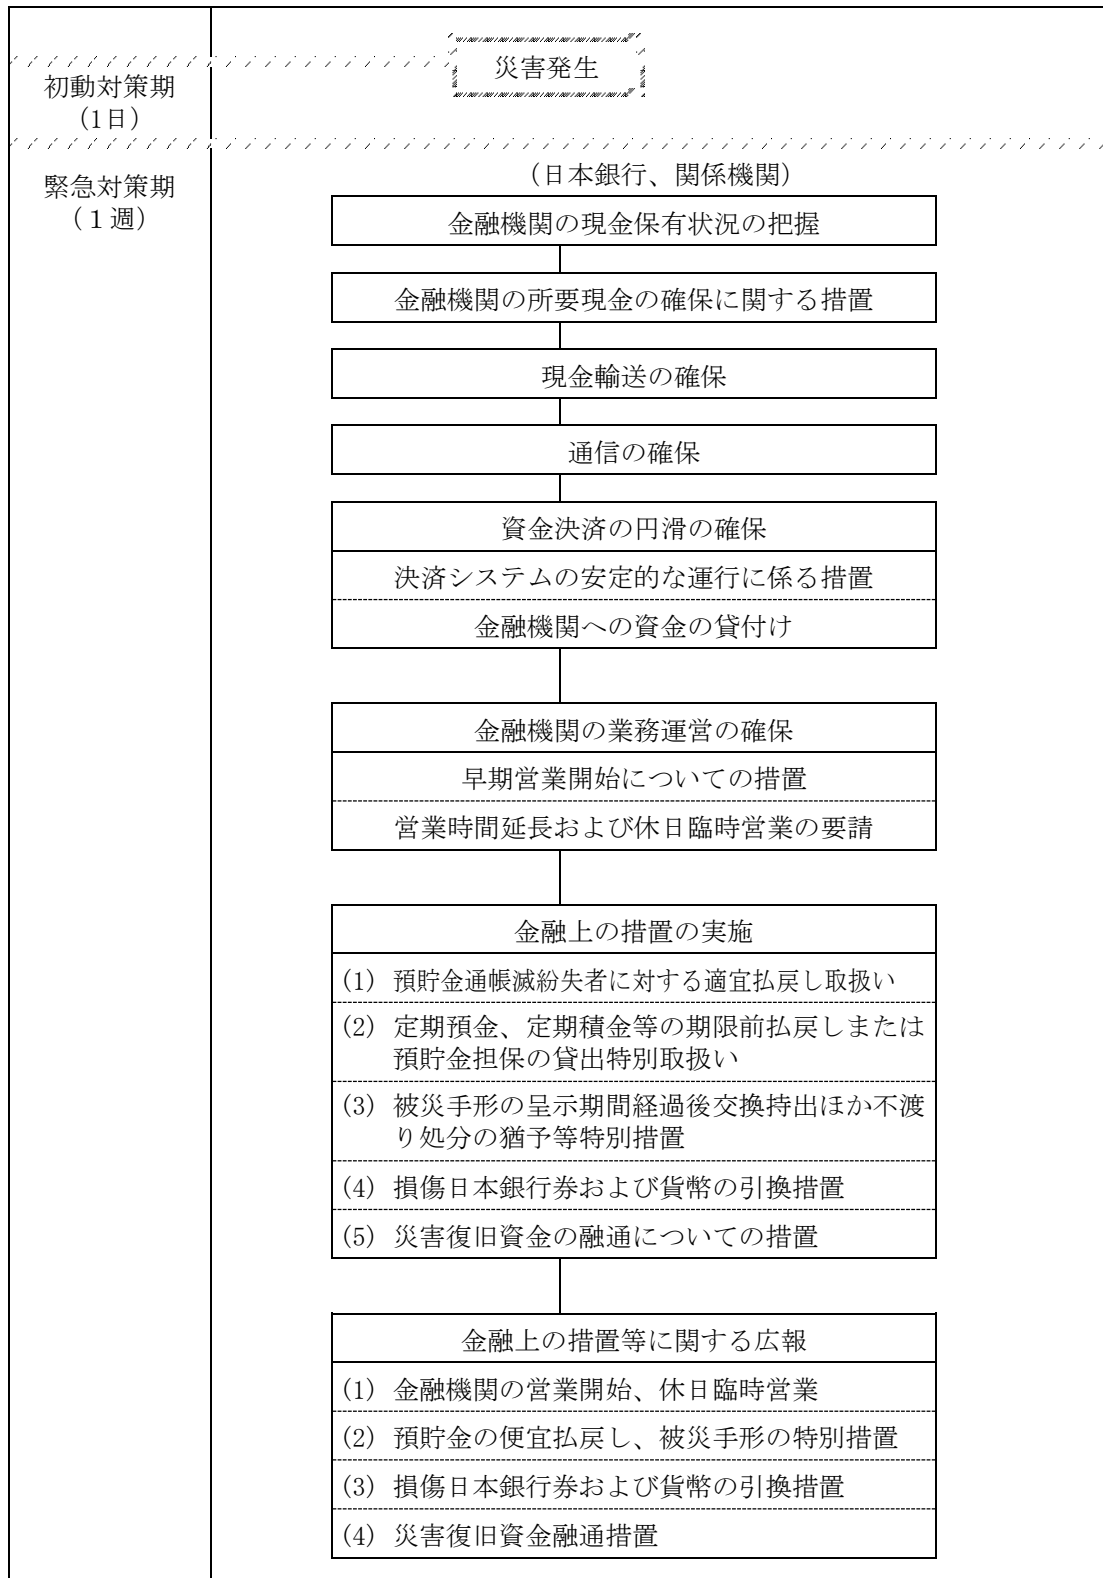 災害発生
初動対策期
(1日)
緊急対策期
(１週)
(日本銀行、関係機関)
金融機関の現金保有状況の把握
金融機関の所要現金の確保に関する措置
現金輸送の確保
通信の確保
資金決済の円滑の確保
決済システムの安定的な運行に係る措置
金融機関への資金の貸付け
金融機関の業務運営の確保
早期営業開始についての措置
営業時間延長および休日臨時営業の要請
金融上の措置の実施
(1) 預貯金通帳滅紛失者に対する適宜払戻し取扱い
(2) 定期預金、定期積金等の期限前払戻しまたは
預貯金担保の貸出特別取扱い
(3) 被災手形の呈示期間経過後交換持出ほか不渡
り処分の猶予等特別措置
(4) 損傷日本銀行券および貨幣の引換措置
(5) 災害復旧資金の融通についての措置
金融上の措置等に関する広報
(1) 金融機関の営業開始、休日臨時営業
(2) 預貯金の便宜払戻し、被災手形の特別措置
(3) 損傷日本銀行券および貨幣の引換措置
(4) 災害復旧資金融通措置